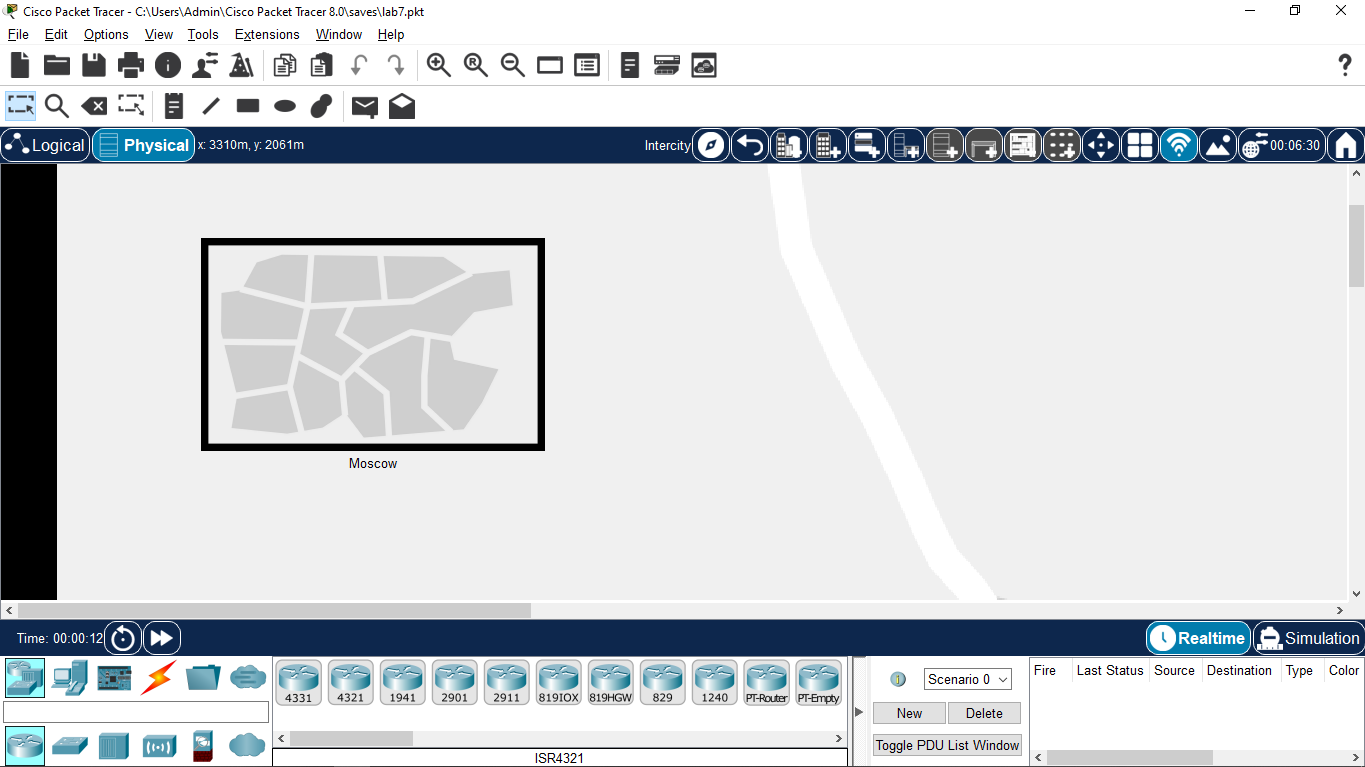 Cisco Packet Tracer - C:\Users\Admin\Cisco Packet Tracer 8.0\saves\lab7.pkt
File Edit Options View Tools Extensions Window Help
Logical Physical x: 3310m, y: 2061m Intercity 00:06:30
Moscow
Time: 00:00:12 Realtime Simulation
4331 4321 1941 2901 2911 819IOX 819HGW 829 1240 PT-Router PT-Empty
ISR4321
Scenario 0
New Delete
Toggle PDU List Window
Fire Last Status Source Destination Type Color